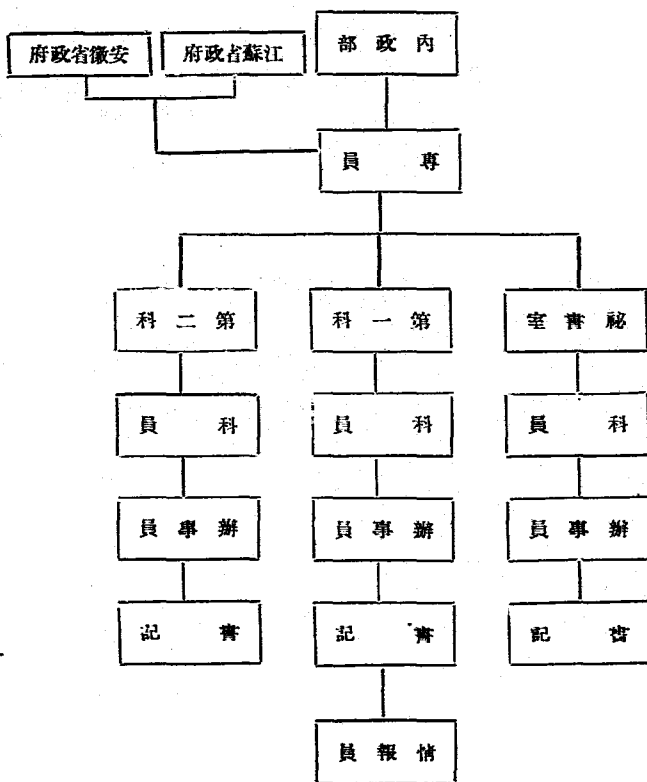 內政部
江蘇省政府
安徽省政府
專員
祕書室
第一科
第二科
科員
科員
科員
辦事員
辦事員
辦事員
書記
書記
書記
情報員